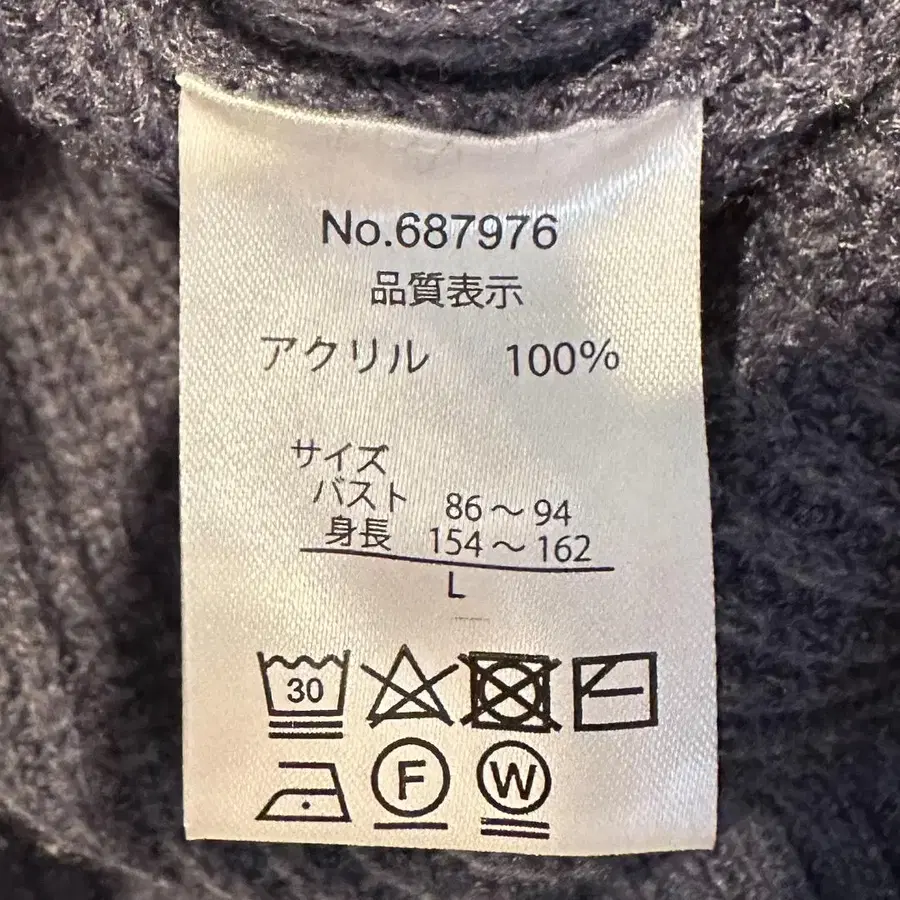 No.687976
品質表示
アクリル 100%
サイズ
バスト 86～94
身長 154～162
L
30
F W